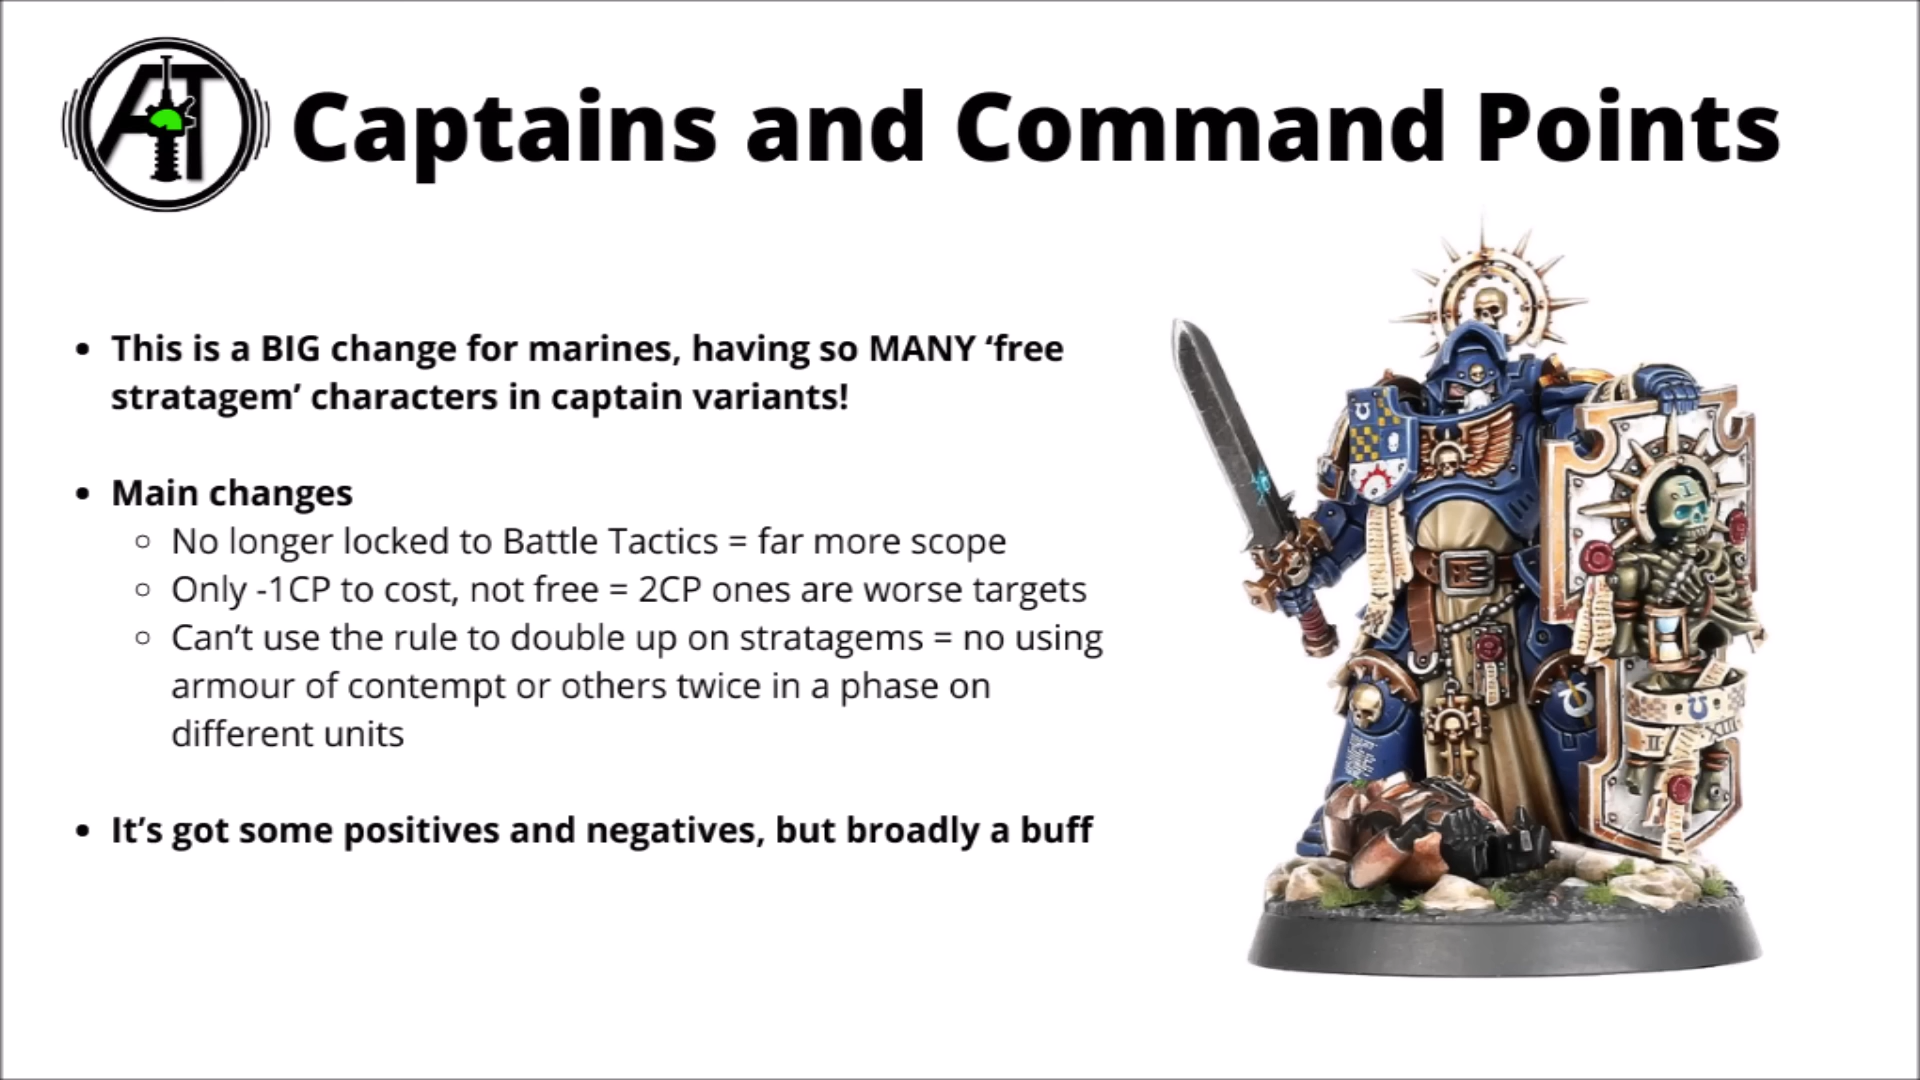 AT
Captains and Command Points
• This is a BIG change for marines, having so MANY ‘free
stratagem’ characters in captain variants!
• Main changes
○ No longer locked to Battle Tactics = far more scope
○ Only -1CP to cost, not free = 2CP ones are worse targets
○ Can’t use the rule to double up on stratagems = no using
armour of contempt or others twice in a phase on
different units
• It’s got some positives and negatives, but broadly a buff